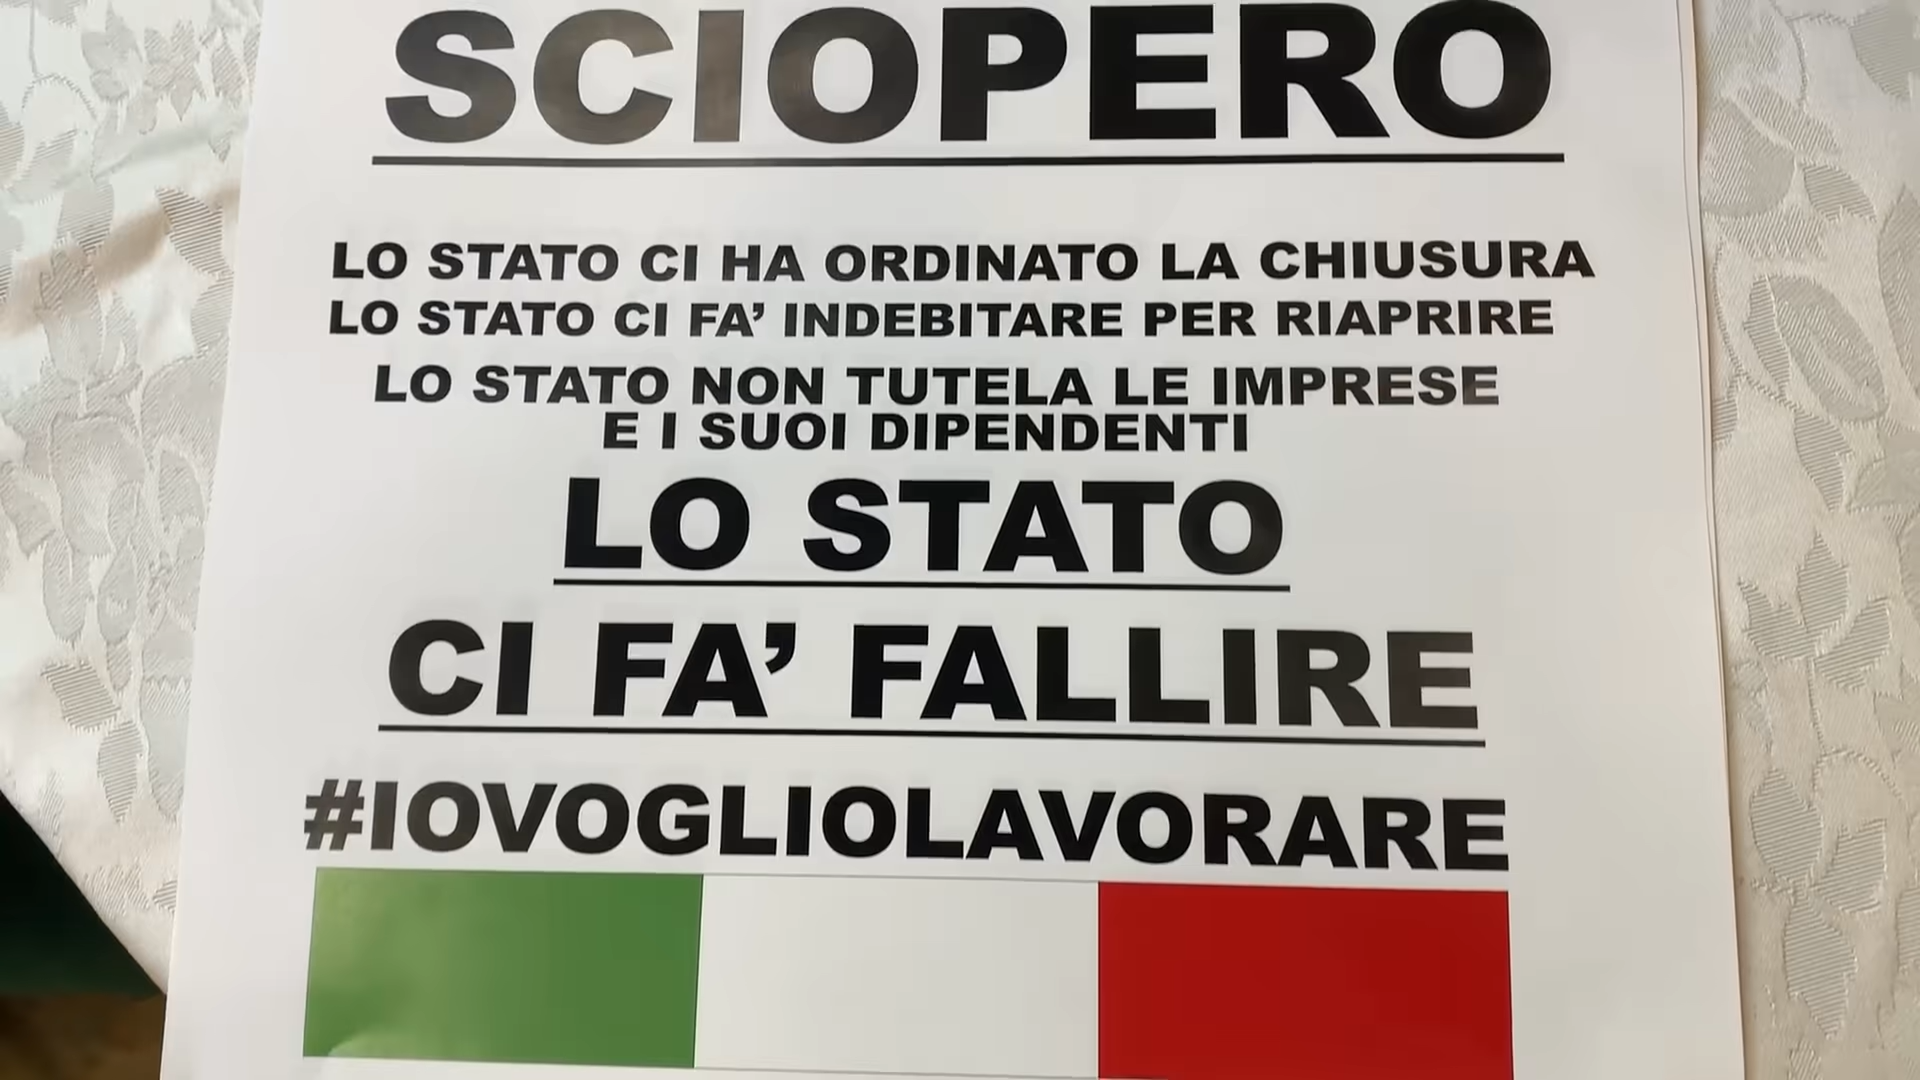 SCIOPERO
LO STATO CI HA ORDINATO LA CHIUSURA
LO STATO CI FA’ INDEBITARE PER RIAPRIRE
LO STATO NON TUTELA LE IMPRESE
E I SUOI DIPENDENTI
LO STATO
CI FA’ FALLIRE
#IOVOGLIOLAVORARE